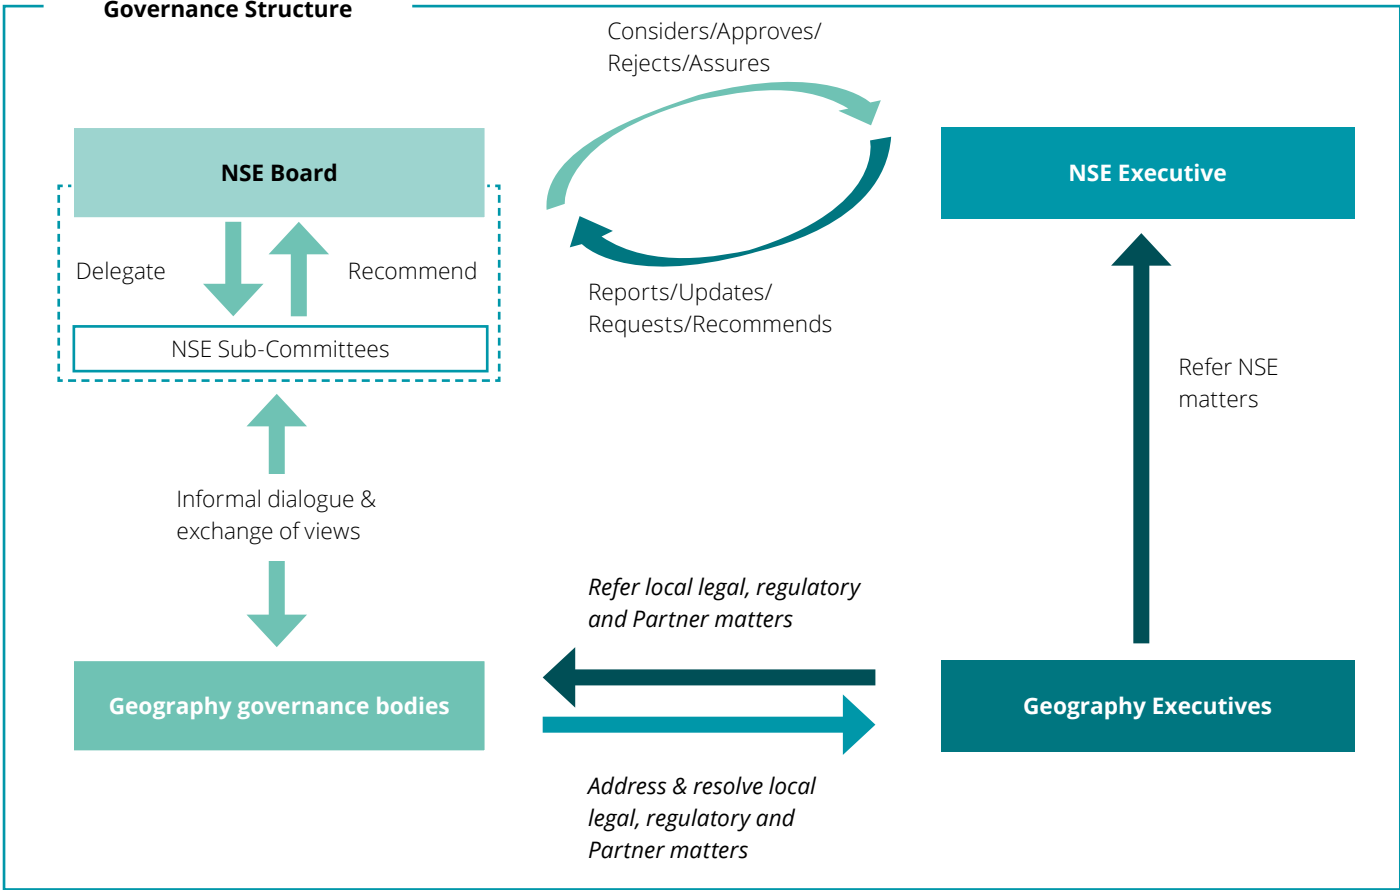 Governance Structure
Considers/Approves/
Rejects/Assures
NSE Board
NSE Executive
Delegate
Recommend
NSE Sub-Committees
Reports/Updates/
Requests/Recommends
Refer NSE
matters
Informal dialogue &
exchange of views
Refer local legal, regulatory
and Partner matters
Geography governance bodies
Geography Executives
Address & resolve local
legal, regulatory and
Partner matters